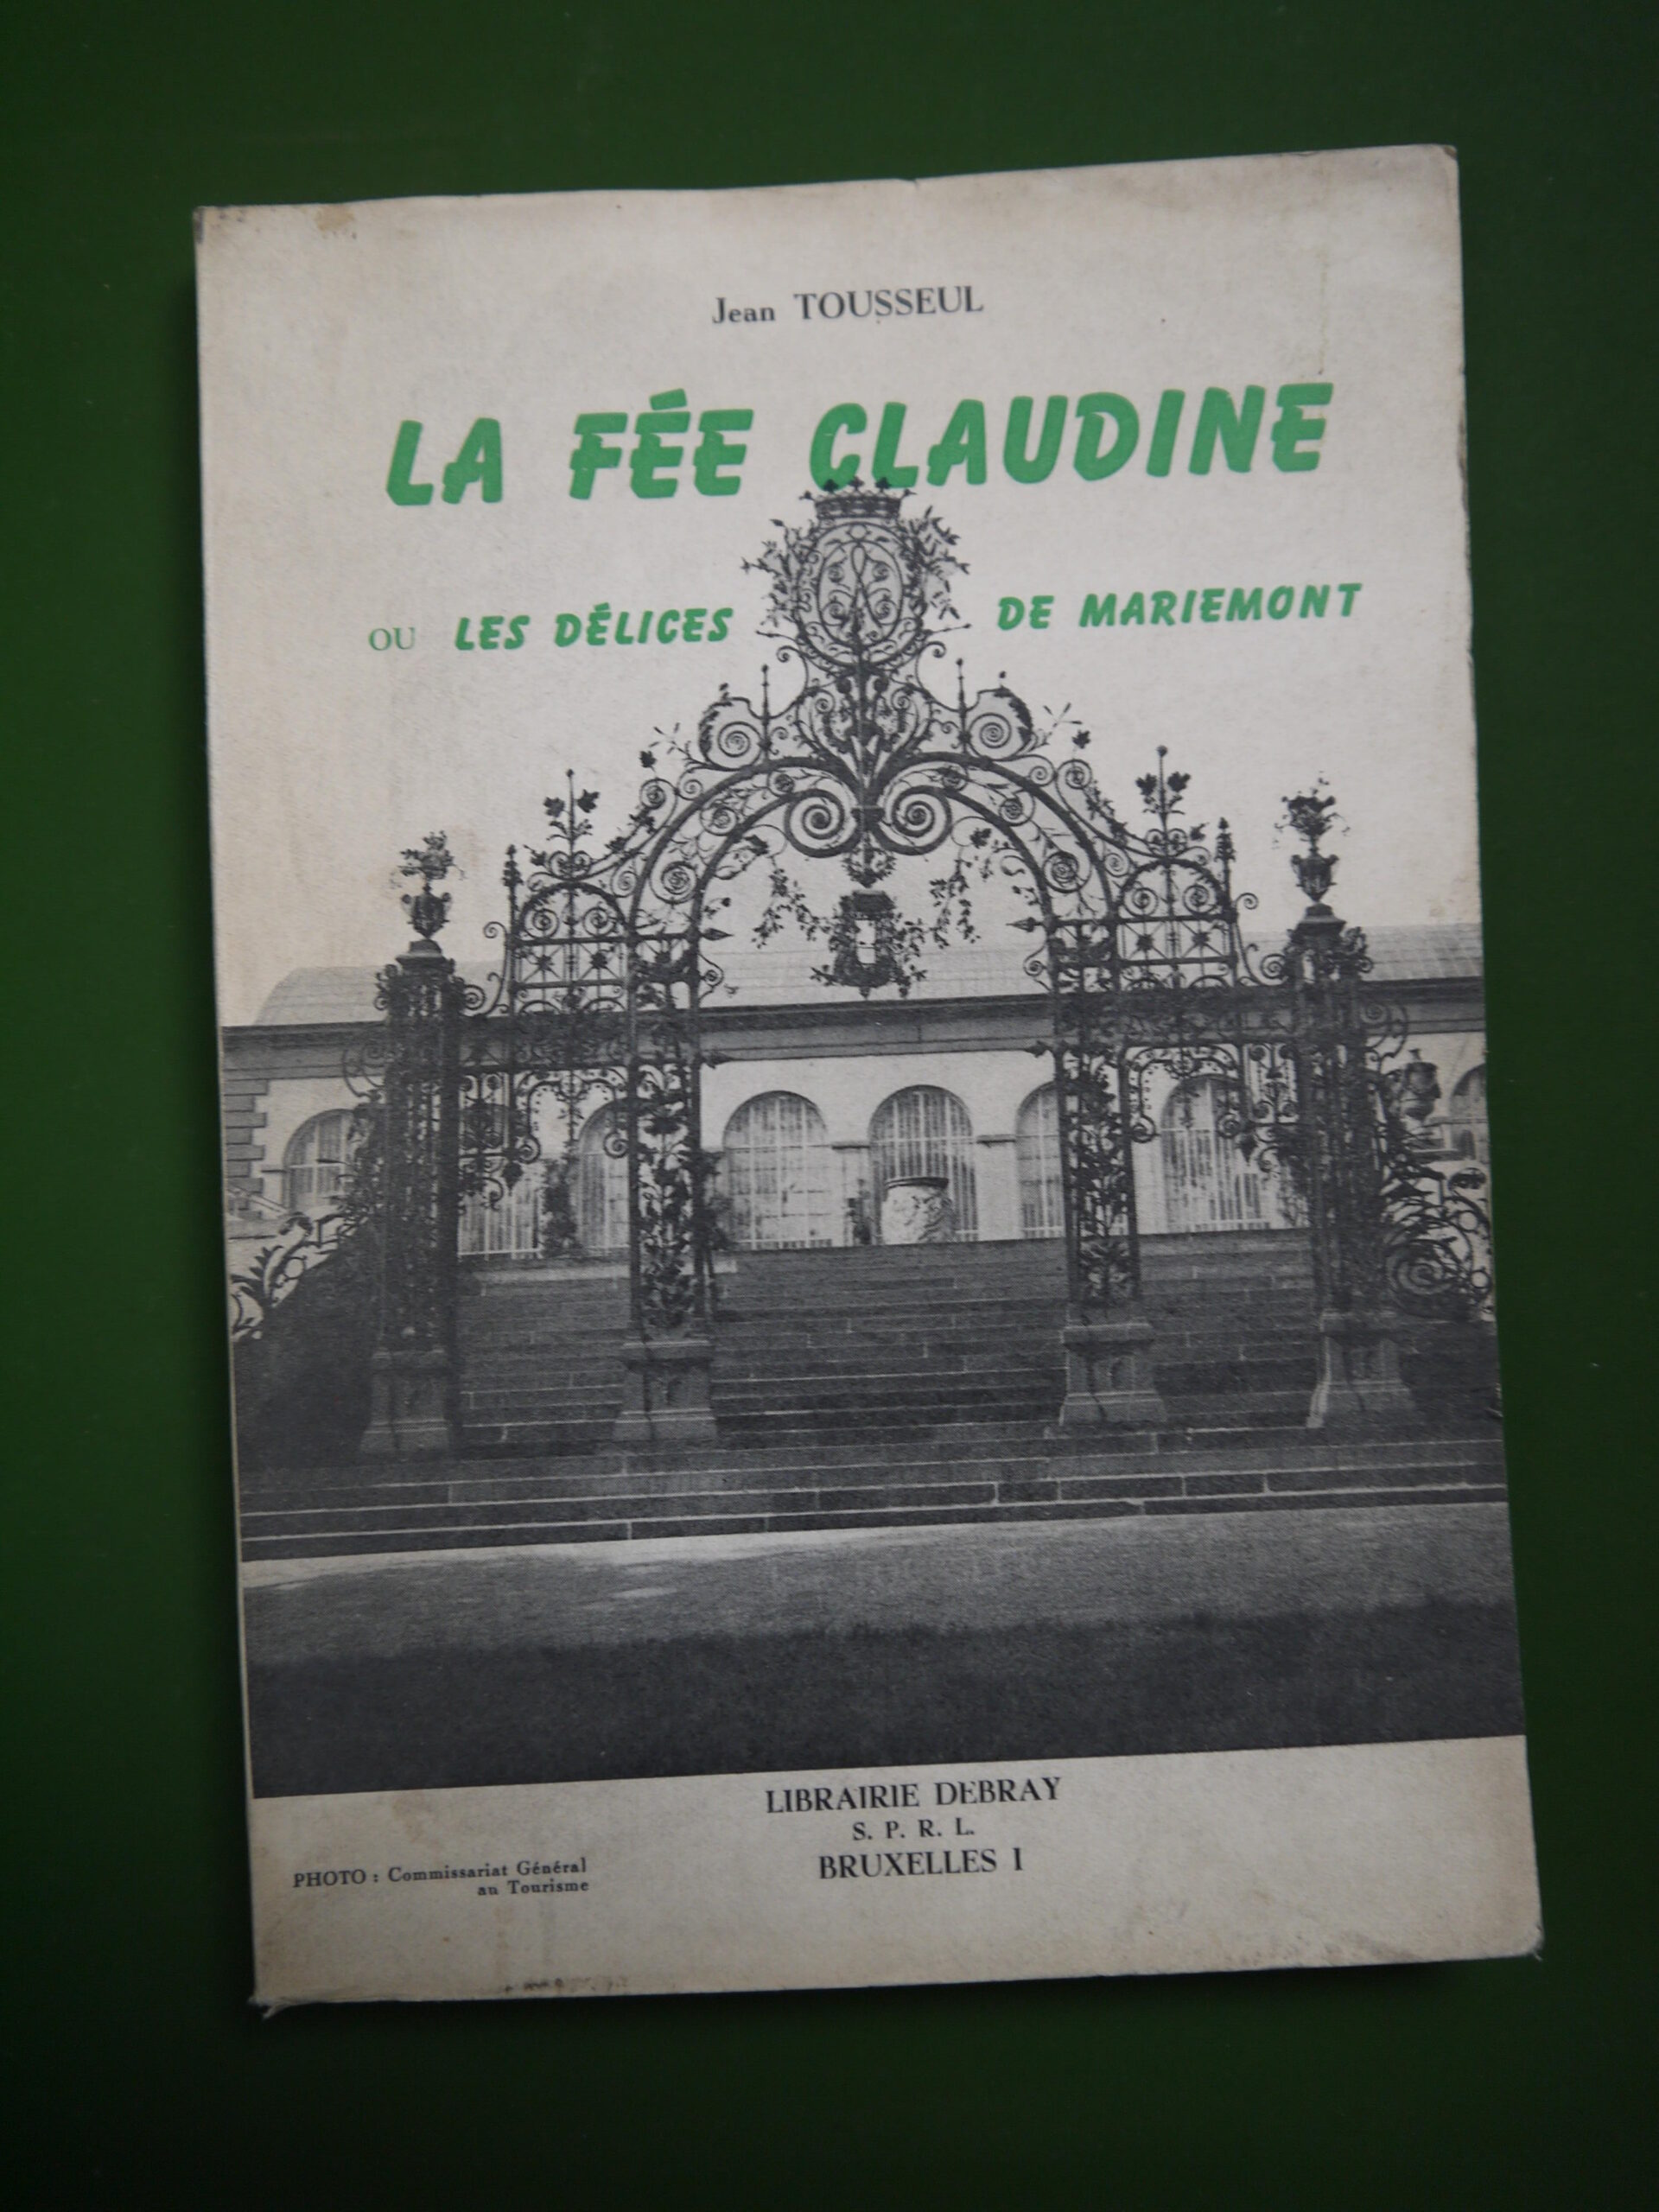 Jean TOUSSEUL
LA FÉE CLAUDINE
OU LES DÉLICES DE MARIEMONT
LIBRAIRIE DEBRAY
S. P. R. L.
BRUXELLES I
PHOTO : Commissariat Général
au Tourisme